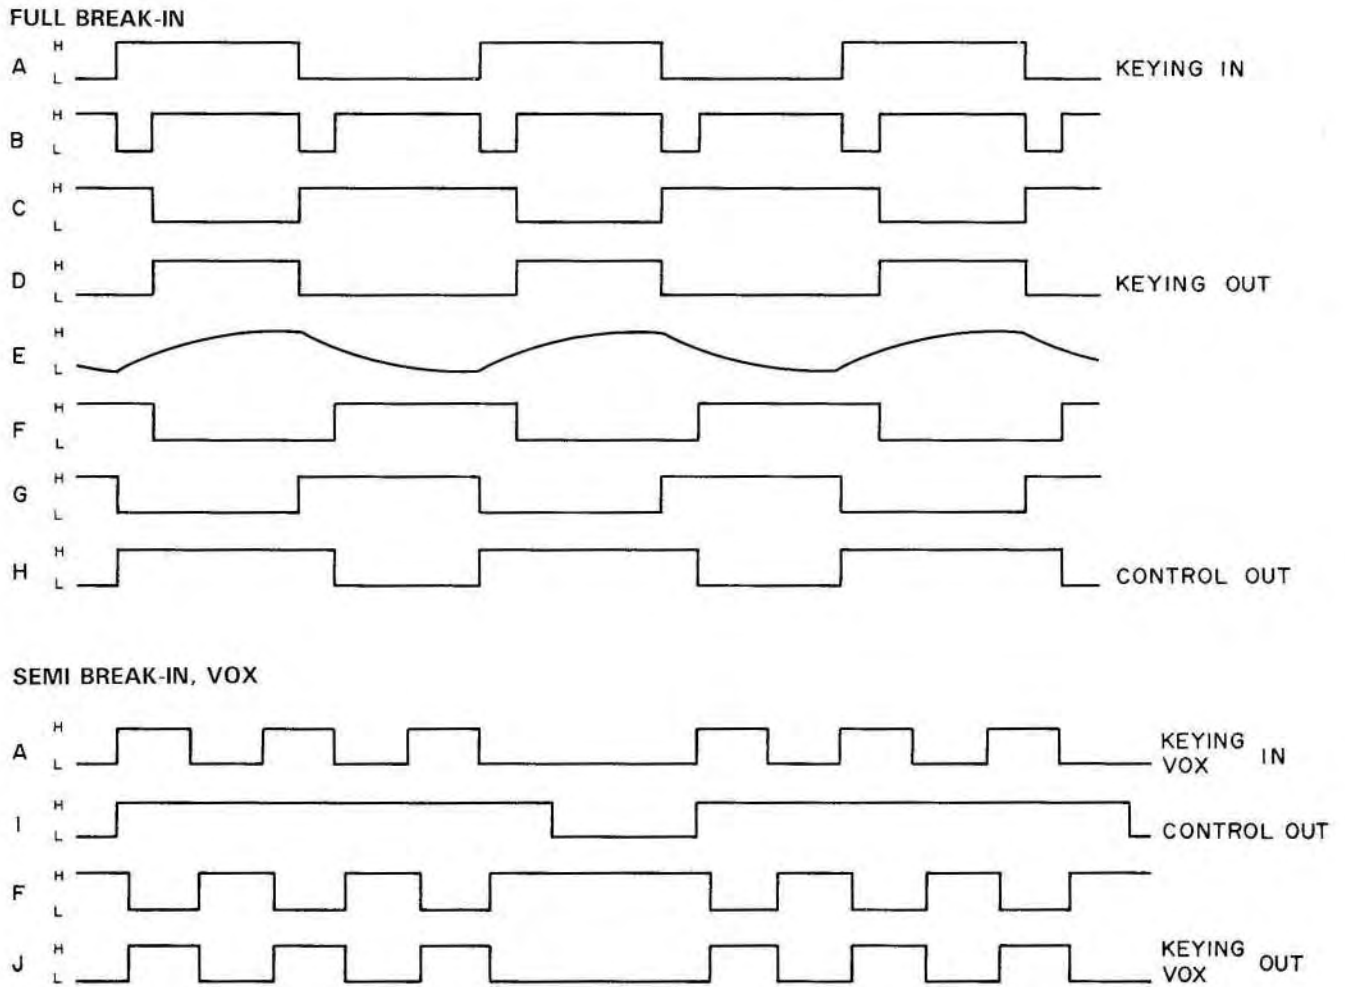 FULL BREAK-IN
H
A KEYING IN
L
H
B
L
H
C
L
H
D KEYING OUT
L
H
E
L
H
F
L
H
G
L
H
H CONTROL OUT
L
SEMI BREAK-IN, VOX
H
A KEYING VOX IN
L
H
I CONTROL OUT
L
H
F
L
H
J KEYING VOX OUT
L